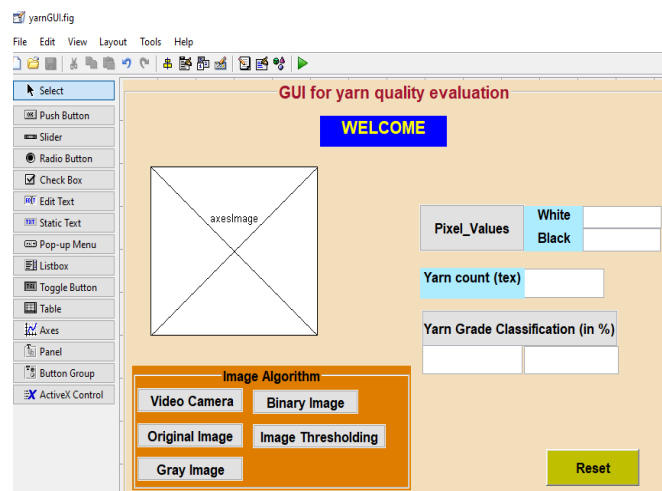 yarnGUI.fig
File Edit View Layout Tools Help
Select
Push Button
Slider
Radio Button
Check Box
Edit Text
Static Text
Pop-up Menu
Listbox
Toggle Button
Table
Axes
Panel
Button Group
ActiveX Control
GUI for yarn quality evaluation
WELCOME
axesImage
Pixel_Values
White
Black
Yarn count (tex)
Yarn Grade Classification (in %)
Image Algorithm
Video Camera Binary Image
Original Image Image Thresholding
Gray Image
Reset